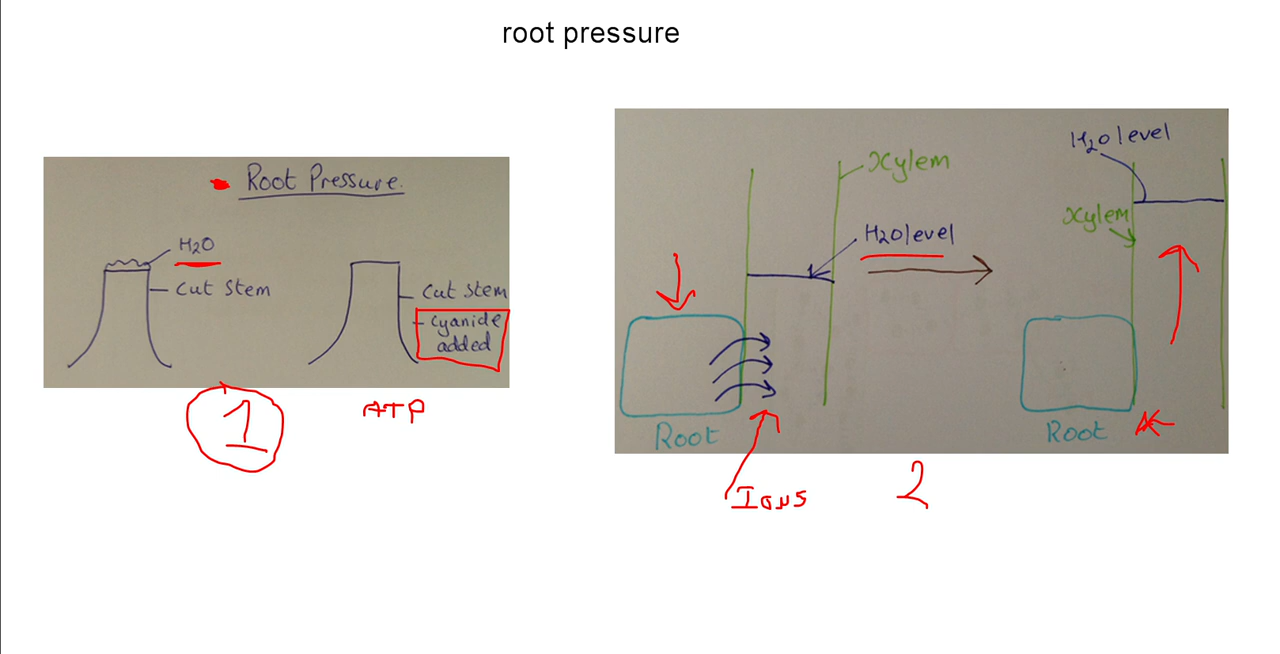 root pressure
Root Pressure.
H2O
Cut Stem
Cut Stem
Cyanide
added
1
ATP
Xylem
H2O level
Root
Ions
2
H2O level
Xylem
Root